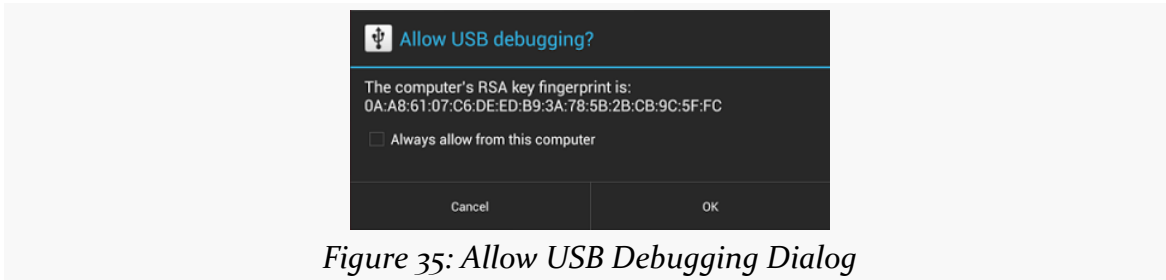 Allow USB debugging?
The computer's RSA key fingerprint is:
0A:A8:61:07:C6:DE:ED:B9:3A:78:5B:2B:CB:9C:5F:FC
Always allow from this computer
Cancel OK
Figure 35: Allow USB Debugging Dialog